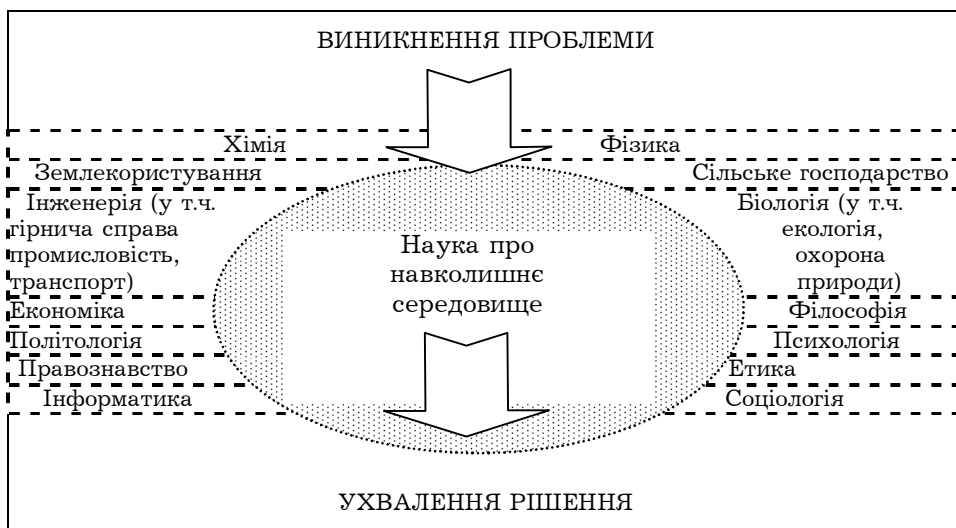 ВИНИКНЕННЯ ПРОБЛЕМИ
Хімія
Фізика
Землекористування
Сільське господарство
Інженерія (у т.ч.
гірнича справа
промисловість,
транспорт)
Біологія (у т.ч.
екологія,
охорона
природи)
Наука про
навколишнє
середовище
Економіка
Філософія
Політологія
Психологія
Правознавство
Етика
Інформатика
Соціологія
УХВАЛЕННЯ РІШЕННЯ